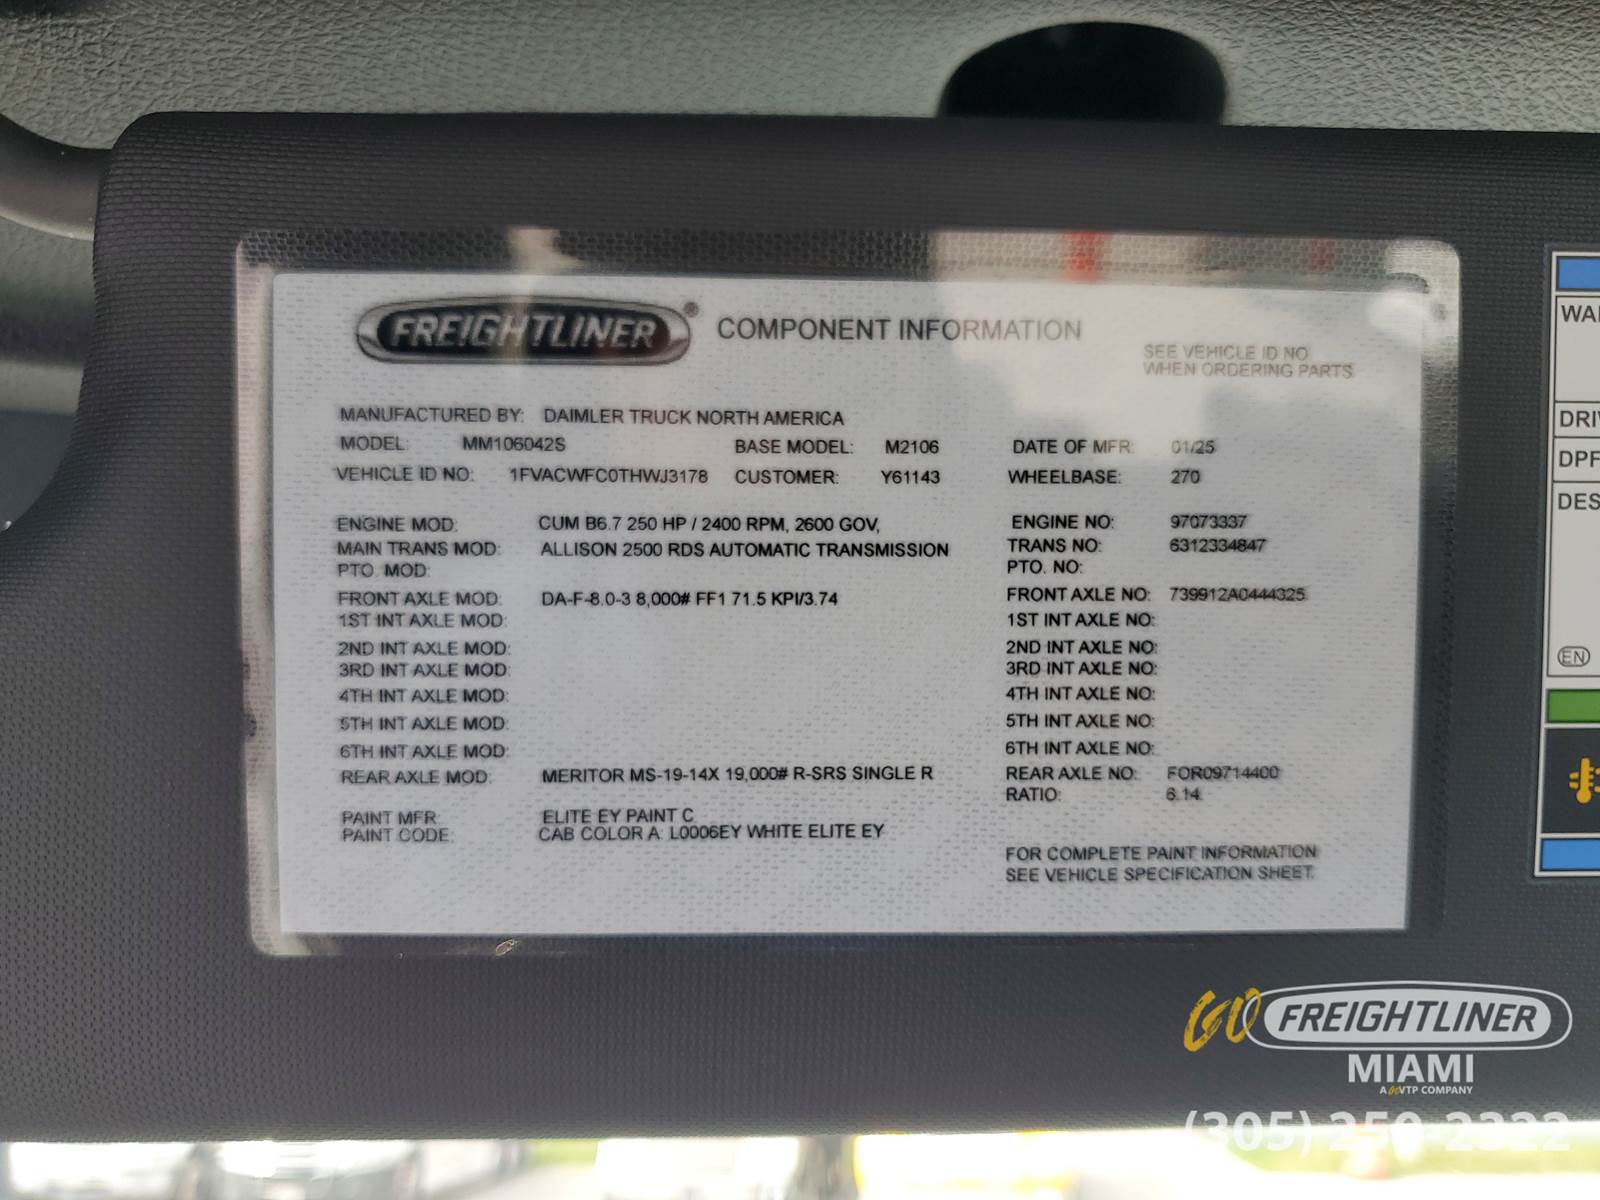 FREIGHTLINER® COMPONENT INFORMATION
SEE VEHICLE ID NO
WHEN ORDERING PARTS
MANUFACTURED BY: DAIMLER TRUCK NORTH AMERICA
MODEL: MM106042S BASE MODEL: M2106 DATE OF MFR: 01/25
VEHICLE ID NO: 1FVACWFC0THWJ3178 CUSTOMER: Y61143 WHEELBASE: 270
ENGINE MOD: CUM B6.7 250 HP / 2400 RPM, 2600 GOV, ENGINE NO: 97073337
MAIN TRANS MOD: ALLISON 2500 RDS AUTOMATIC TRANSMISSION TRANS NO: 6312334847
PTO. MOD: PTO. NO:
FRONT AXLE MOD: DA-F-8.0-3 8,000# FF1 71.5 KPI/3.74 FRONT AXLE NO: 739912A0444325
1ST INT AXLE MOD: 1ST INT AXLE NO:
2ND INT AXLE MOD: 2ND INT AXLE NO:
3RD INT AXLE MOD: 3RD INT AXLE NO:
4TH INT AXLE MOD: 4TH INT AXLE NO:
5TH INT AXLE MOD: 5TH INT AXLE NO:
6TH INT AXLE MOD: 6TH INT AXLE NO:
REAR AXLE MOD: MERITOR MS-19-14X 19,000# R-SRS SINGLE R REAR AXLE NO: FOR09714400
RATIO: 6.14
PAINT MFR: ELITE EY PAINT C
PAINT CODE: CAB COLOR A: L0006EY WHITE ELITE EY
FOR COMPLETE PAINT INFORMATION
SEE VEHICLE SPECIFICATION SHEET.
WAR
DRIV
DPF
DES
EN
GO FREIGHTLINER
MIAMI
A GO VTP COMPANY
(305) 250-2322